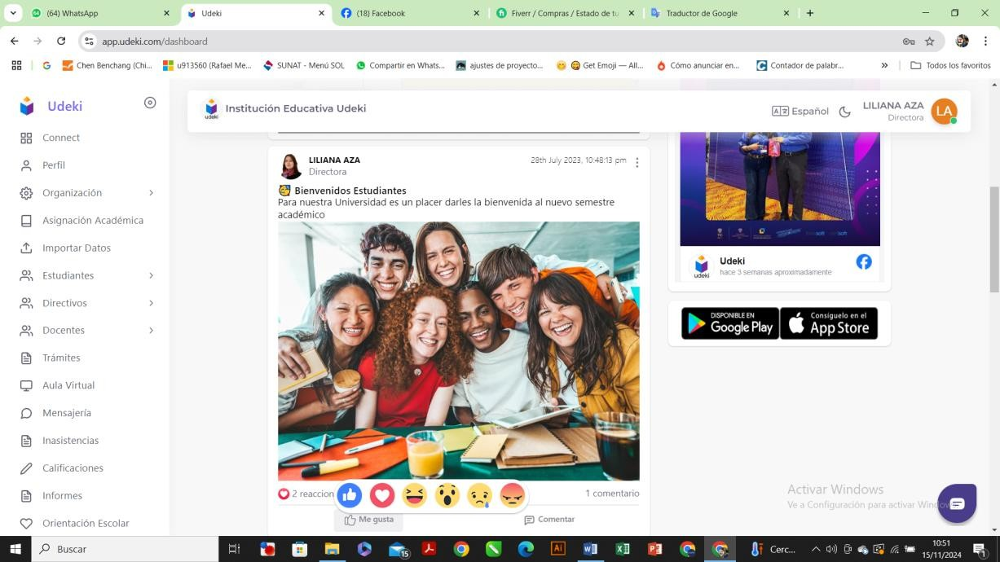 (64) WhatsApp
Udeki
(18) Facebook
Fiverr / Compras / Estado de tu
Traductor de Google
app.udeki.com/dashboard
Chen Benchang (Chi...
u913560 (Rafael Me...
SUNAT - Menú SOL
Compartir en Whats...
ajustes de proyecto...
Get Emoji — All...
Cómo anunciar en...
Contador de palabr...
»
Todos los favoritos
Udeki
Connect
Perfil
Organización
Asignación Académica
Importar Datos
Estudiantes
Directivos
Docentes
Trámites
Aula Virtual
Mensajería
Inasistencias
Calificaciones
Informes
Orientación Escolar
udeki
Institución Educativa Udeki
Español
LILIANA AZA
Directora
LA
LILIANA AZA
Directora
28th July 2023, 10:48:13 pm
Bienvenidos Estudiantes
Para nuestra Universidad es un placer darles la bienvenida al nuevo semestre
académico
2 reaccion
1 comentario
Me gusta
Comentar
udeki
Udeki
hace 3 semanas aproximadamente
DISPONIBLE EN
Google Play
Consíguelo en el
App Store
Activar Windows
Ve a Configuración para activar Windo
Buscar
15
Ai
Cerc...
10:51
15/11/2024
1